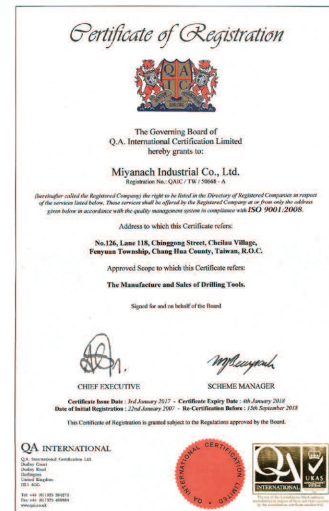 Certificate of Registration
Q A
I C
The Governing Board of
Q.A. International Certification Limited
hereby grants to:
Miyanach Industrial Co., Ltd.
Registration No.: QAIC / TW / 50668 - A
(hereinafter called the Registered Company) the right to be listed in the Directory of Registered Companies in respect
of the services listed below. These services shall be offered by the Registered Company at or from only the address
given below in accordance with the quality management system in compliance with ISO 9001:2008.
Address to which this Certificate refers:
No.126, Lane 118, Chinggong Street, Cheilau Village,
Fenyuan Township, Chang Hua County, Taiwan, R.O.C.
Approved Scope to which this Certificate refers:
The Manufacture and Sales of Drilling Tools.
Signed for and on behalf of the Board
CHIEF EXECUTIVE
SCHEME MANAGER
Certificate Issue Date : 3rd January 2017 - Certificate Expiry Date : 4th January 2018
Date of Initial Registration : 22nd January 2007 - Re-Certification Before : 15th September 2018
This Certificate of Registration is granted subject to the Regulations approved by the Board.
QA INTERNATIONAL
Q.A. International Certification Ltd
Dudley Court
Dudley Road
Darlington
United Kingdom
DL1 4GG
QA INTERNATIONAL CERTIFICATION LIMITED
QA
INTERNATIONAL
UKAS